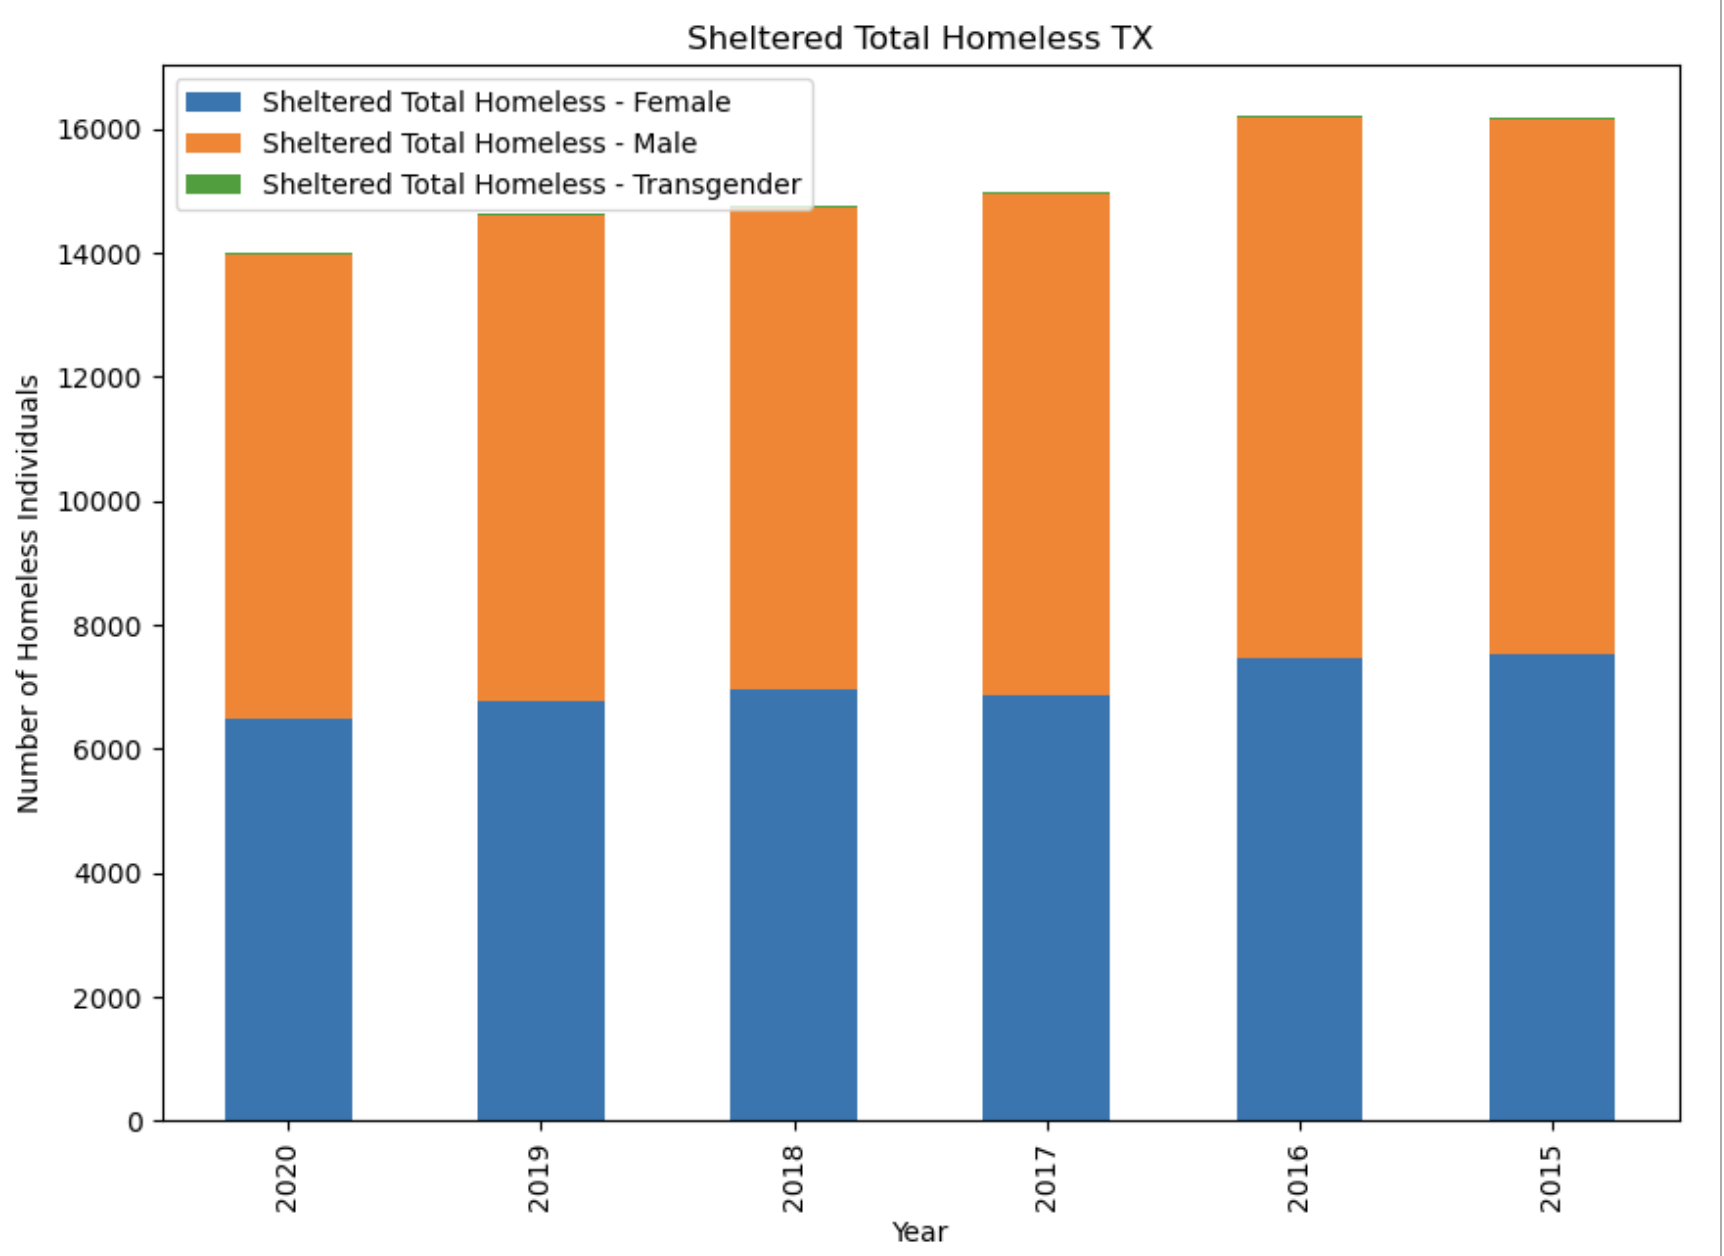 Sheltered Total Homeless TX
Sheltered Total Homeless - Female
Sheltered Total Homeless - Male
Sheltered Total Homeless - Transgender
Number of Homeless Individuals
16000
14000
12000
10000
8000
6000
4000
2000
0
2020 2019 2018 2017 2016 2015
Year